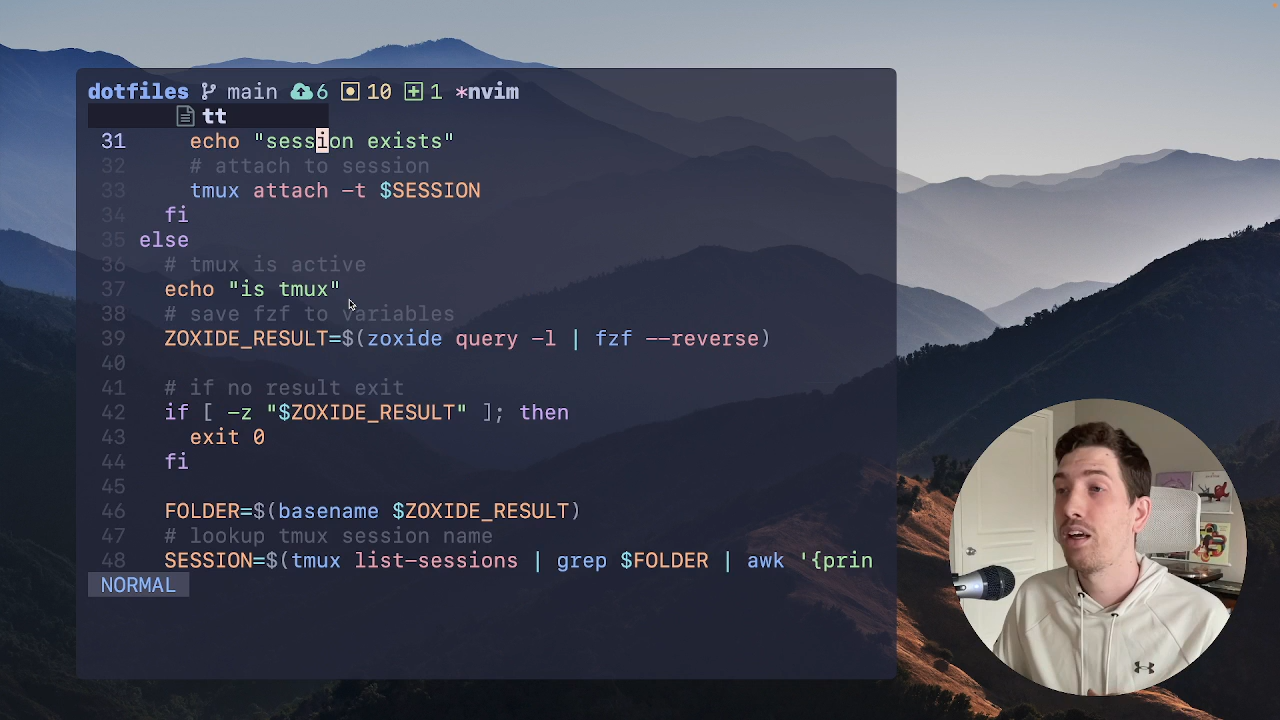 dotfiles main 6 10 1 *nvim
tt
31 echo "session exists"
32 # attach to session
33 tmux attach -t $SESSION
34 fi
35 else
36 # tmux is active
37 echo "is tmux"
38 # save fzf to variables
39 ZOXIDE_RESULT=$(zoxide query -l | fzf --reverse)
40
41 # if no result exit
42 if [ -z "$ZOXIDE_RESULT" ]; then
43 exit 0
44 fi
45
46 FOLDER=$(basename $ZOXIDE_RESULT)
47 # lookup tmux session name
48 SESSION=$(tmux list-sessions | grep $FOLDER | awk '{prin
NORMAL